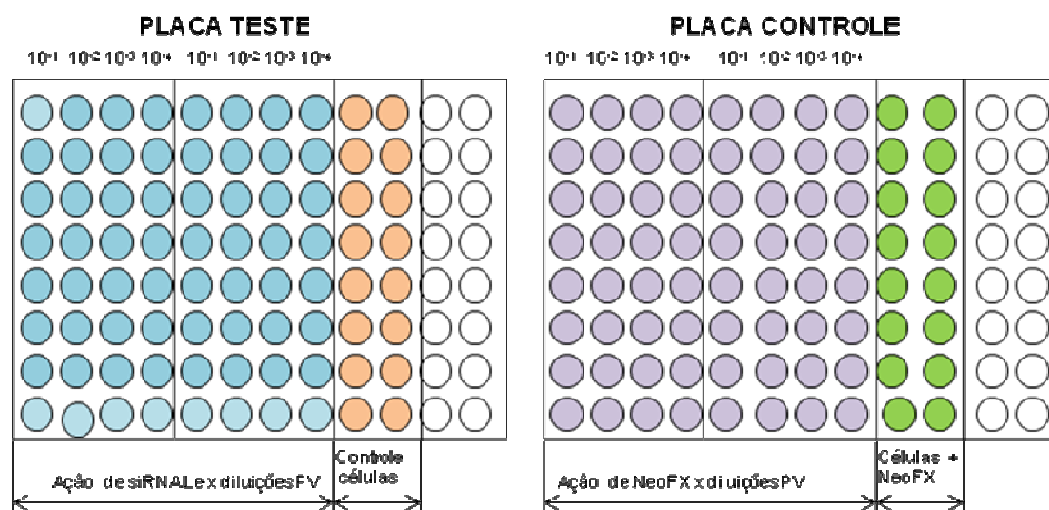 PLACA TESTE
10-1 10-2 10-3 10-4 10-1 10-2 10-3 10-4
Ação de siRNALe x diluições PV
Controle
células
PLACA CONTROLE
10-1 10-2 10-3 10-4 10-1 10-2 10-3 10-4
Ação de NeoFX x diluições PV
Células +
NeoFX